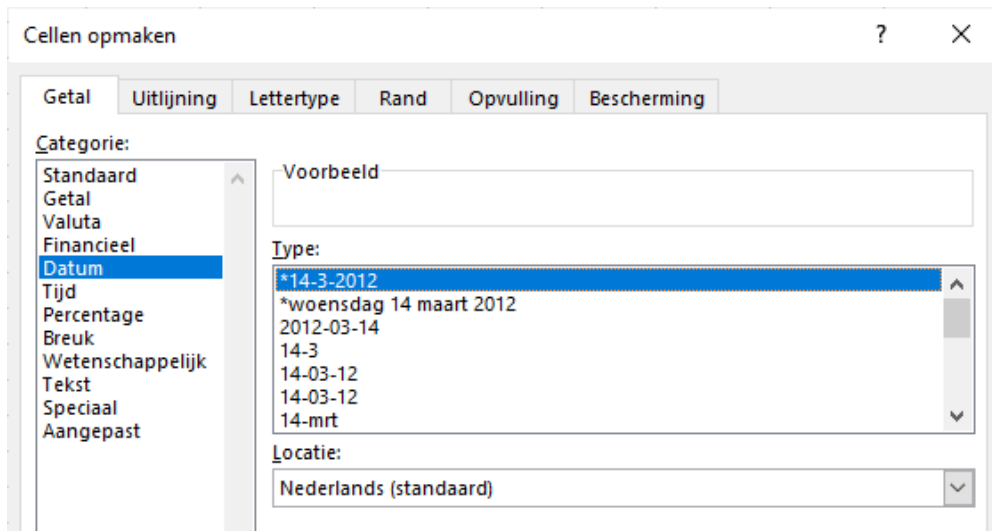 Cellen opmaken ? ×
Getal Uitlijning Lettertype Rand Opvulling Bescherming
Categorie:
Standaard
Getal
Valuta
Financieel
Datum
Tijd
Percentage
Breuk
Wetenschappelijk
Tekst
Speciaal
Aangepast
Voorbeeld
Type:
*14-3-2012
*woensdag 14 maart 2012
2012-03-14
14-3
14-03-12
14-03-12
14-mrt
Locatie:
Nederlands (standaard)